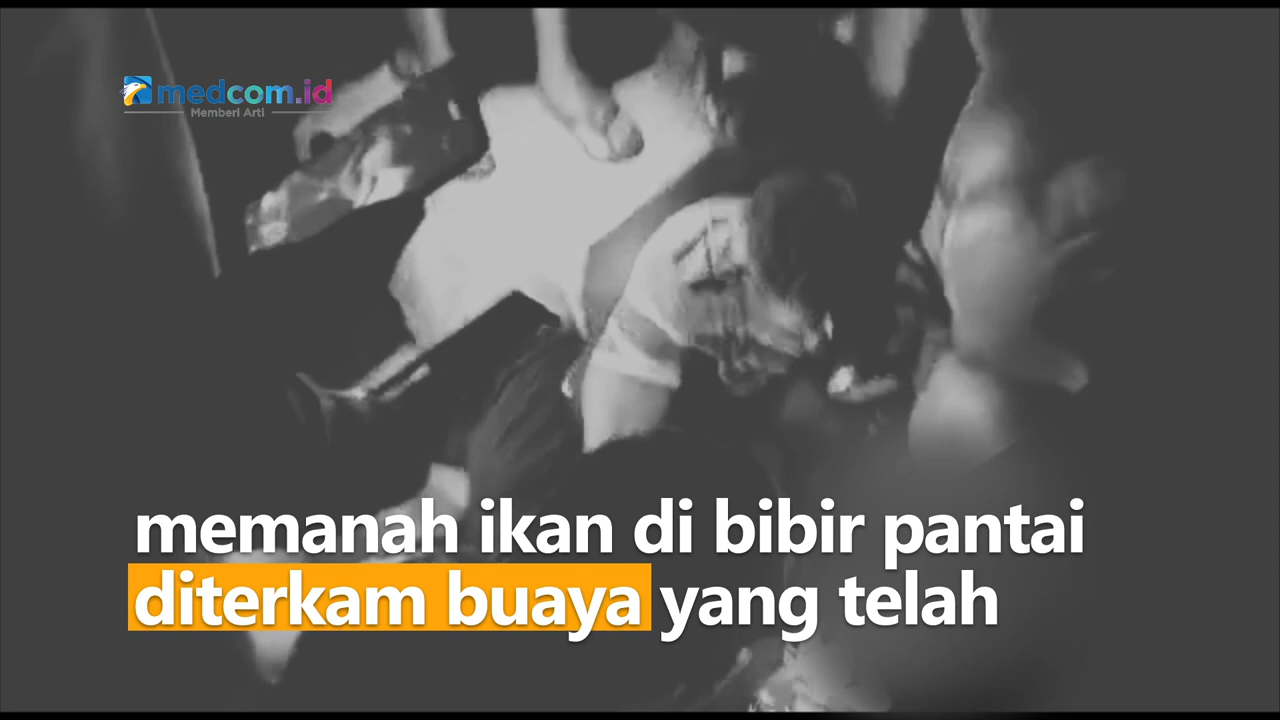 medcom.id
Memberi Arti
memanah ikan di bibir pantai
diterkam buaya yang telah